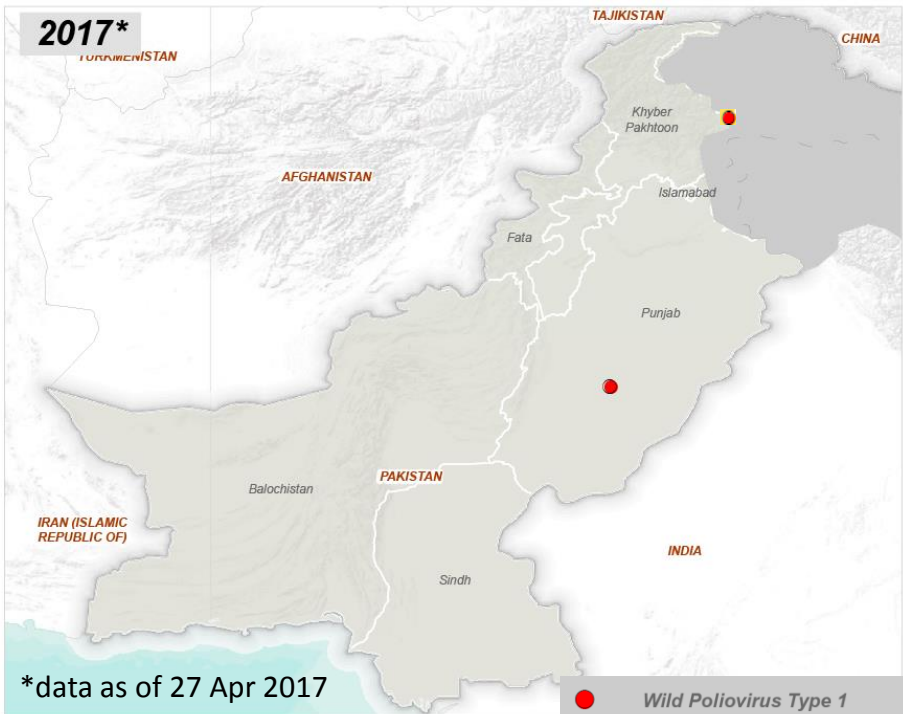 2017*
TAJIKISTAN
CHINA
TURKMENISTAN
Khyber
Pakhtoon
AFGHANISTAN
Islamabad
Fata
Punjab
PAKISTAN
Balochistan
IRAN (ISLAMIC
REPUBLIC OF)
INDIA
Sindh
*data as of 27 Apr 2017
Wild Poliovirus Type 1